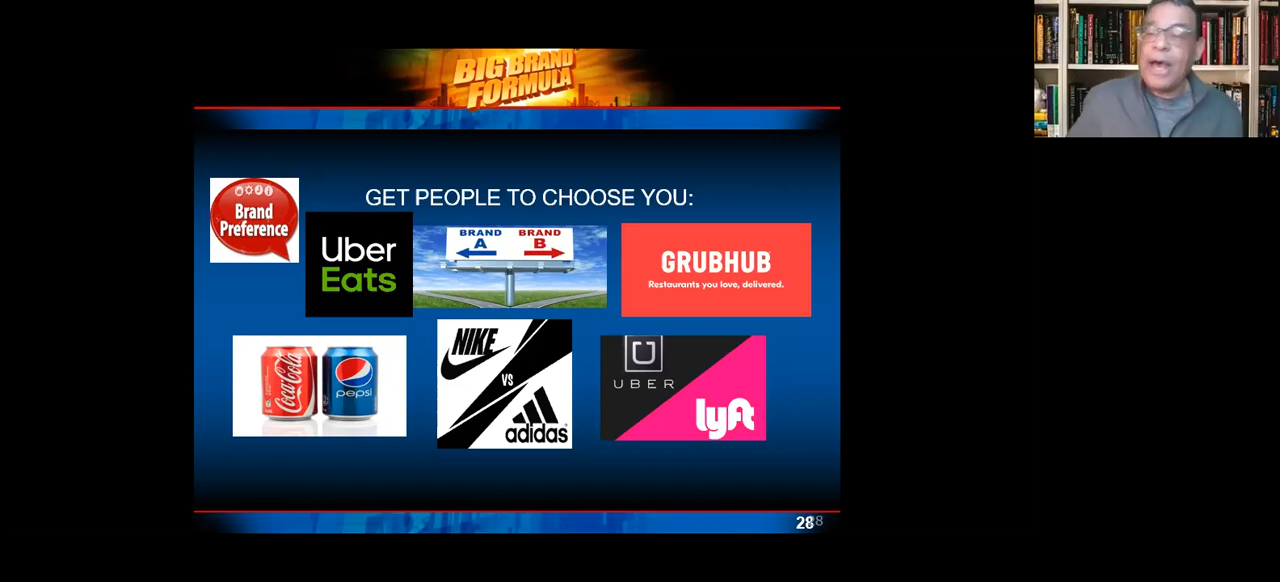 BIG BRAND
FORMULA
GET PEOPLE TO CHOOSE YOU:
Brand
Preference
Uber
Eats
BRAND
A
BRAND
B
GRUBHUB
Restaurants you love, delivered.
Coca-Cola
pepsi
NIKE
VS
adidas
U
UBER
lyft
28
28